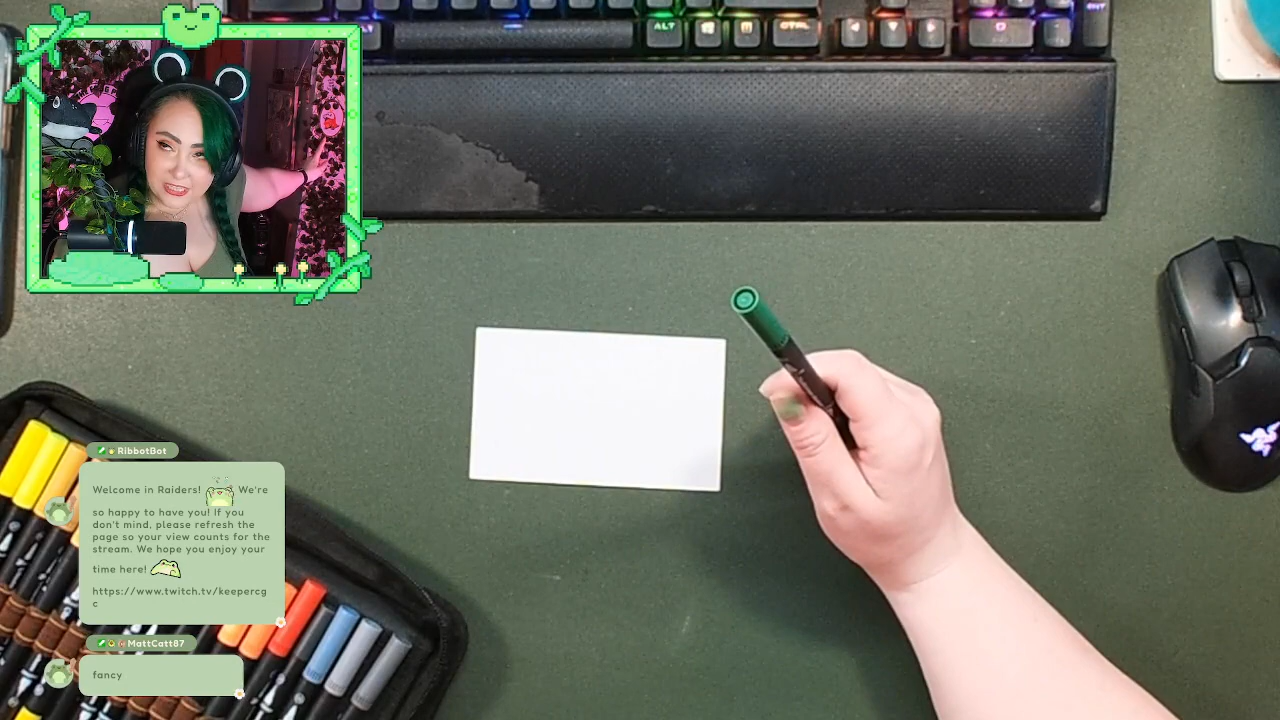 ALT
CTRL
ENT
RibbotBot
Welcome in Raiders! We're
so happy to have you! If you
don't mind, please refresh the
page so your view counts for the
stream. We hope you enjoy your
time here!
https://www.twitch.tv/keepercg
c
MattCatt87
fancy